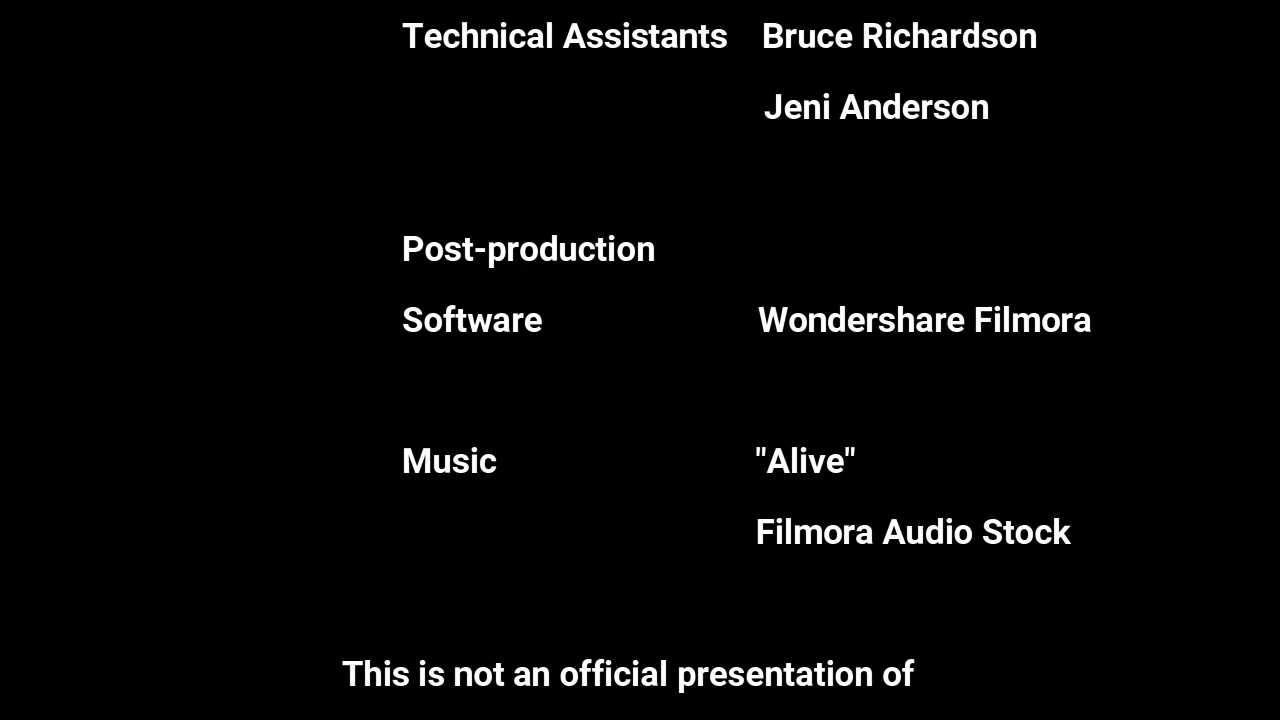 Technical Assistants Bruce Richardson
Jeni Anderson
Post-production
Software Wondershare Filmora
Music "Alive"
Filmora Audio Stock
This is not an official presentation of